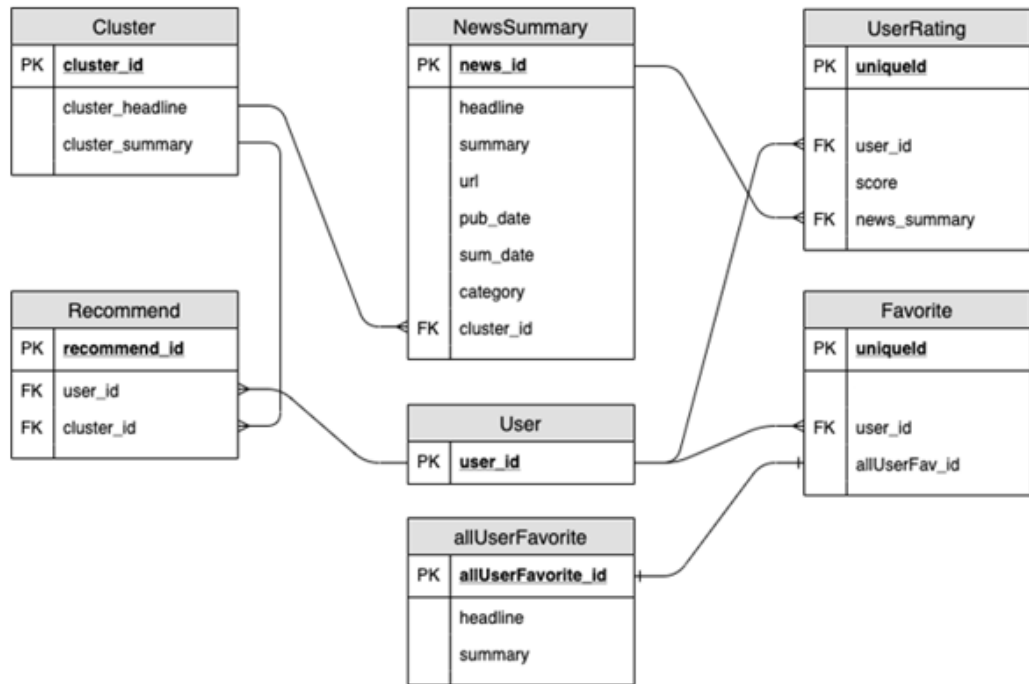 Cluster
PK cluster_id
cluster_headline
cluster_summary
NewsSummary
PK news_id
headline
summary
url
pub_date
sum_date
category
FK cluster_id
UserRating
PK uniqueId
FK user_id
score
FK news_summary
Recommend
PK recommend_id
FK user_id
FK cluster_id
User
PK user_id
Favorite
PK uniqueId
FK user_id
allUserFav_id
allUserFavorite
PK allUserFavorite_id
headline
summary